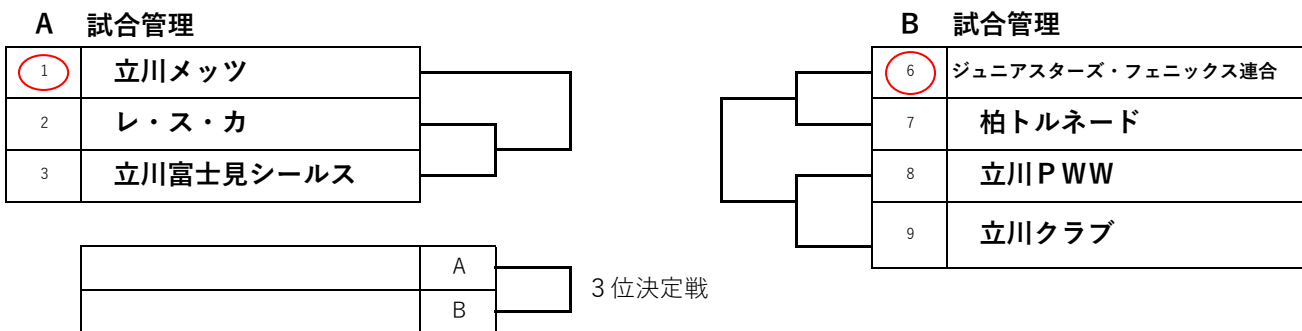 A 試合管理
1 立川メッツ
2 レ・ス・カ
3 立川富士見シールス
A
B
3位決定戦
B 試合管理
6 ジュニアスターズ・フェニックス連合
7 柏トルネード
8 立川PWW
9 立川クラブ